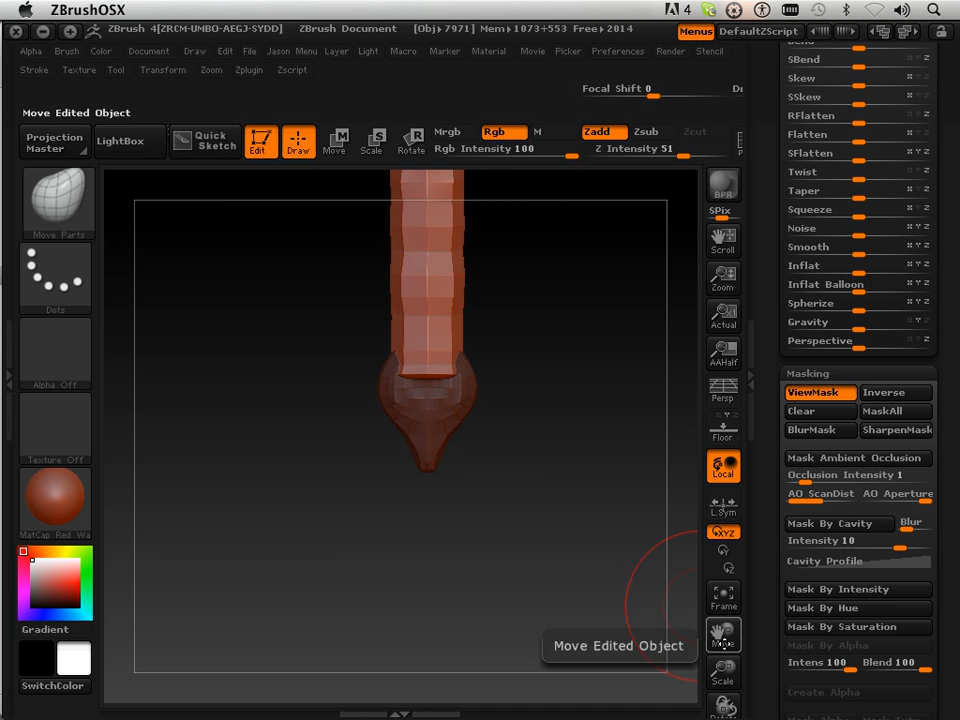 ZBrushOSX
4
ZBrush 4[ZRCM-UMBO-AEGJ-SYDD] ZBrush Document [Obj▸7971] Mem▸1073+553 Free▸2014 Menus DefaultZScript
Alpha Brush Color Document Draw Edit File Jason Menu Layer Light Macro Marker Material Movie Picker Preferences Render Stencil
Stroke Texture Tool Transform Zoom Zplugin Zscript
Focal Shift 0
Move Edited Object
Projection
Master
LightBox
Quick
Sketch
Edit
Draw
Move
Scale
Rotate
Mrgb Rgb M Zadd Zsub Zcut
Rgb Intensity 100 Z Intensity 51
Move Parts
Dots
Alpha Off
Texture Off
MatCap Red Wa
Gradient
SwitchColor
BPR
SPix
Scroll
Zoom
Actual
AAHalf
Persp
Floor
Local
L.Sym
XYZ
Frame
Move
Scale
Move Edited Object
SBend
Skew
SSkew
RFlatten
Flatten
SFlatten
Twist
Taper
Squeeze
Noise
Smooth
Inflat
Inflat Balloon
Spherize
Gravity
Perspective
Masking
ViewMask Inverse
Clear MaskAll
BlurMask SharpenMask
Mask Ambient Occlusion
Occlusion Intensity 1
AO ScanDist AO Aperture
Mask By Cavity Blur
Intensity 10
Cavity Profile
Mask By Intensity
Mask By Hue
Mask By Saturation
Mask By Alpha
Intens 100 Blend 100
Create Alpha